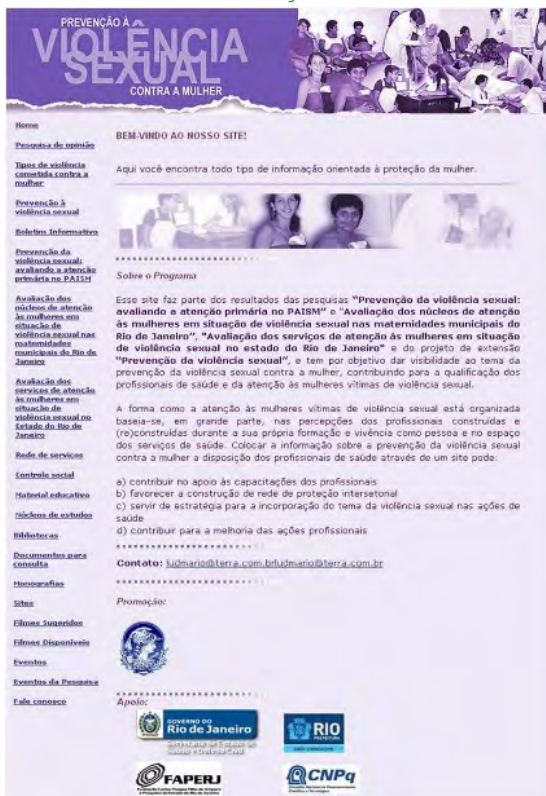 PREVENÇÃO À
VIOLÊNCIA
SEXUAL
CONTRA A MULHER
Home
Pesquisa de opinião
Tipos de violência
cometida contra a
mulher
Prevenção à
violência sexual
Boletim Informativo
Prevenção da
violência sexual:
avaliando a atenção
primária no PAISM
Avaliação dos
núcleos de atenção
às mulheres em
situação de
violência sexual nas
maternidades
municipais do Rio de
Janeiro
Avaliação dos
serviços de atenção
às mulheres em
situação de
violência sexual no
Estado do Rio de
Janeiro
Rede de serviços
Controle social
Material educativo
Núcleos de estudos
Bibliotecas
Documentos para
consulta
Monografias
Sites
Filmes Sugeridos
Filmes Disponíveis
Eventos
Eventos da Pesquisa
Fale conosco
BEM-VINDO AO NOSSO SITE!
Aqui você encontra todo tipo de informação orientada à proteção da mulher.
Sobre o Programa
Esse site faz parte dos resultados das pesquisas "Prevenção da violência sexual:
avaliando a atenção primária no PAISM" e "Avaliação dos núcleos de atenção
às mulheres em situação de violência sexual nas maternidades municipais do
Rio de Janeiro", "Avaliação dos serviços de atenção às mulheres em situação
de violência sexual no estado do Rio de Janeiro" e do projeto de extensão
"Prevenção da violência sexual", e tem por objetivo dar visibilidade ao tema da
prevenção da violência sexual contra a mulher, contribuindo para a qualificação dos
profissionais de saúde e da atenção às mulheres vítimas de violência sexual.
A forma como a atenção às mulheres vítimas de violência sexual está organizada
baseia-se, em grande parte, nas percepções dos profissionais construídas e
(re)construídas durante a sua própria formação e vivência como pessoa e no espaço
dos serviços de saúde. Colocar a informação sobre a prevenção da violência sexual
contra a mulher a disposição dos profissionais de saúde através de um site pode:
a) contribuir no apoio às capacitações dos profissionais
b) favorecer a construção de rede de proteção intersetorial
c) servir de estratégia para a incorporação do tema da violência sexual nas ações de
saúde
d) contribuir para a melhoria das ações profissionais
Contato: ludmario@terra.com.brludmario@terra.com.br
Promoção:
Apoio:
GOVERNO DO
Rio de Janeiro
Secretaria de Estado de
Saúde e Defesa Civil
RIO
PREFEITURA
FAPERJ
CNPq